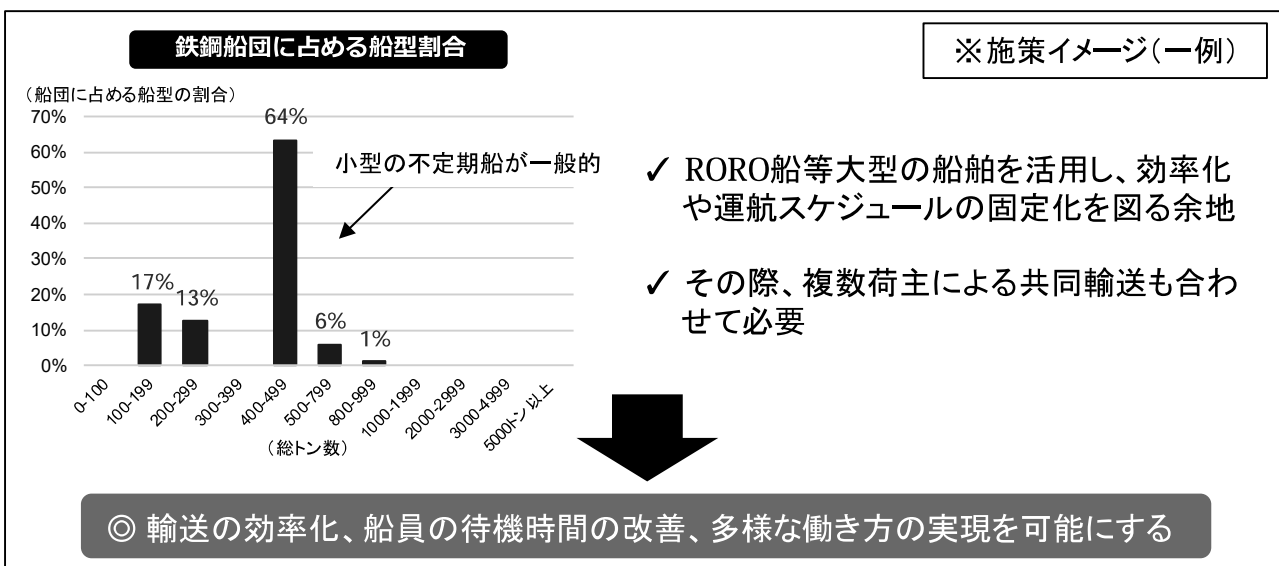 鉄鋼船団に占める船型割合
※施策イメージ(一例)
(船団に占める船型の割合)
70%
60%
50%
40%
30%
20%
10%
0%
17%
13%
64%
6%
1%
小型の不定期船が一般的
0-100
100-199
200-299
300-399
400-499
500-799
800-999
1000-1999
2000-2999
3000-4999
5000トン以上
(総トン数)
✓ RORO船等大型の船舶を活用し、効率化
や運航スケジュールの固定化を図る余地
✓ その際、複数荷主による共同輸送も合わ
せて必要
◎ 輸送の効率化、船員の待機時間の改善、多様な働き方の実現を可能にする